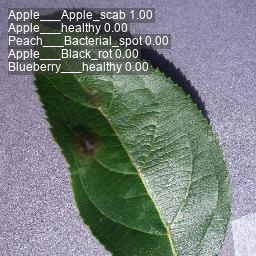 Apple___Apple_scab 1.00
Apple___healthy 0.00
Peach___Bacterial_spot 0.00
Apple___Black_rot 0.00
Blueberry___healthy 0.00